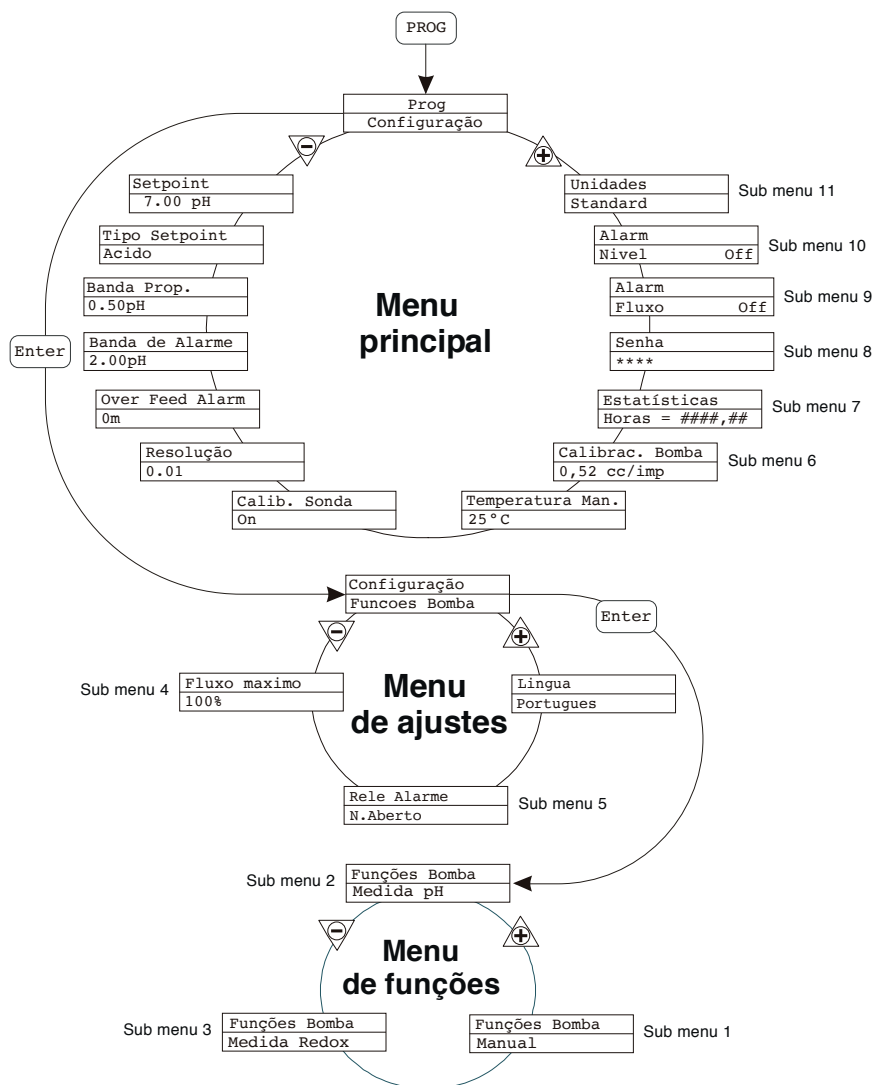 PROG
Prog
Configuração
Setpoint
7.00 pH
Unidades
Standard
Sub menu 11
Tipo Setpoint
Acido
Alarm
Nivel Off
Sub menu 10
Banda Prop.
0.50pH
Alarm
Fluxo Off
Sub menu 9
Menu
principal
Enter
Banda de Alarme
2.00pH
Senha
****
Sub menu 8
Over Feed Alarm
0m
Estatísticas
Horas = ####,##
Sub menu 7
Resolução
0.01
Calibrac. Bomba
0,52 cc/imp
Sub menu 6
Calib. Sonda
On
Temperatura Man.
25°C
Configuração
Funcoes Bomba
Enter
Sub menu 4
Fluxo maximo
100%
Menu
de ajustes
Lingua
Portugues
Rele Alarme
N.Aberto
Sub menu 5
Sub menu 2
Funções Bomba
Medida pH
Menu
de funções
Sub menu 3
Funções Bomba
Medida Redox
Funções Bomba
Manual
Sub menu 1